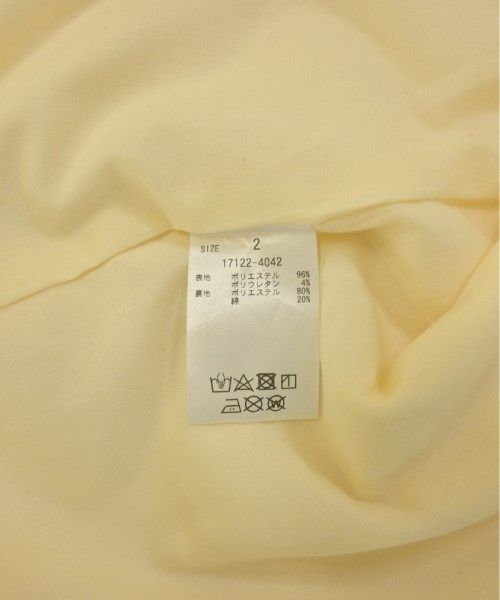 SIZE 2
17122-4042
表地 ポリエステル 96%
ポリウレタン 4%
裏地 ポリエステル 80%
綿 20%